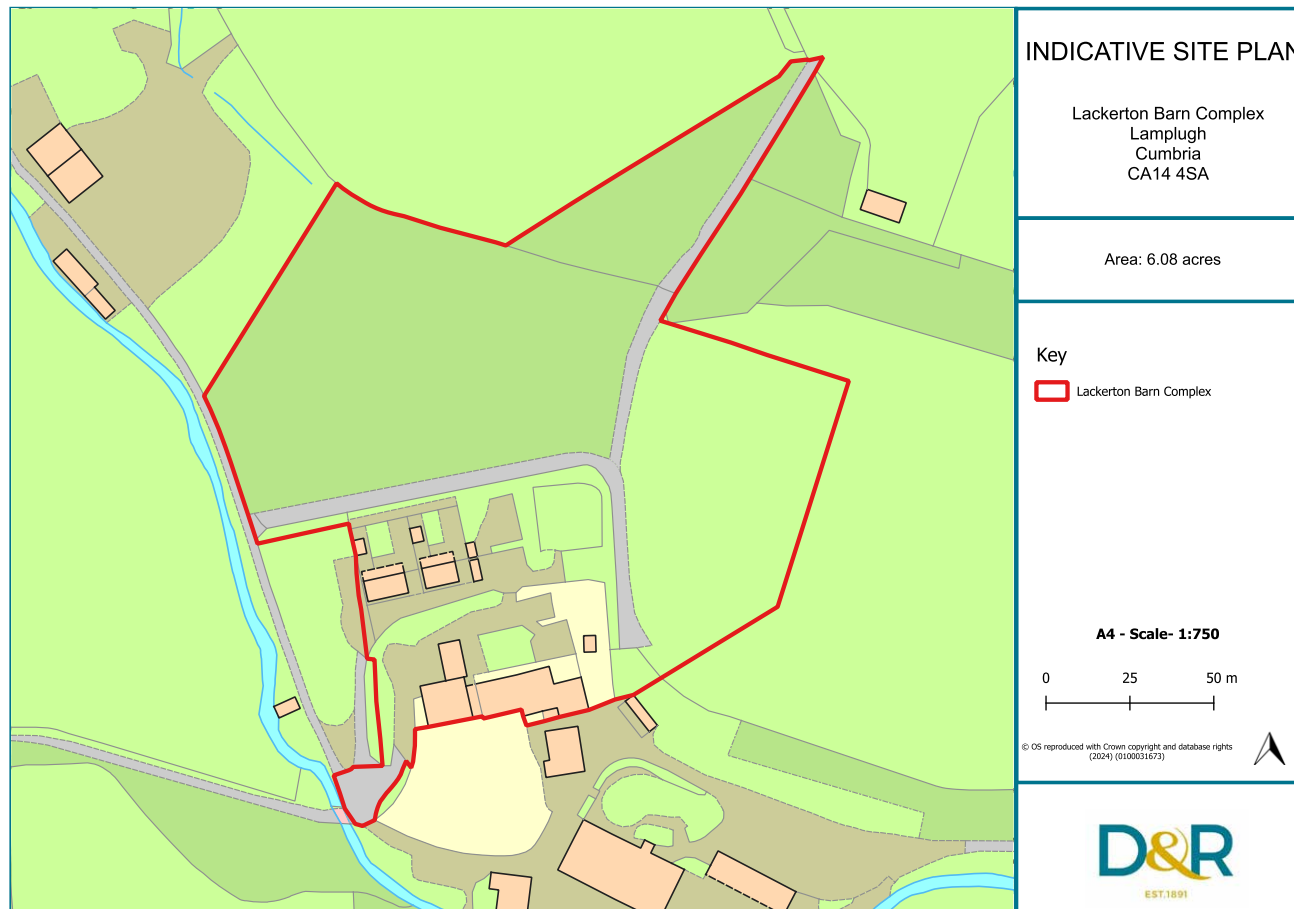 INDICATIVE SITE PLAN
Lackerton Barn Complex
Lamplugh
Cumbria
CA14 4SA
Area: 6.08 acres
Key
Lackerton Barn Complex
A4 - Scale- 1:750
0 25 50 m
© OS reproduced with Crown copyright and database rights
(2024) (0100031673)
D&R
EST.1891